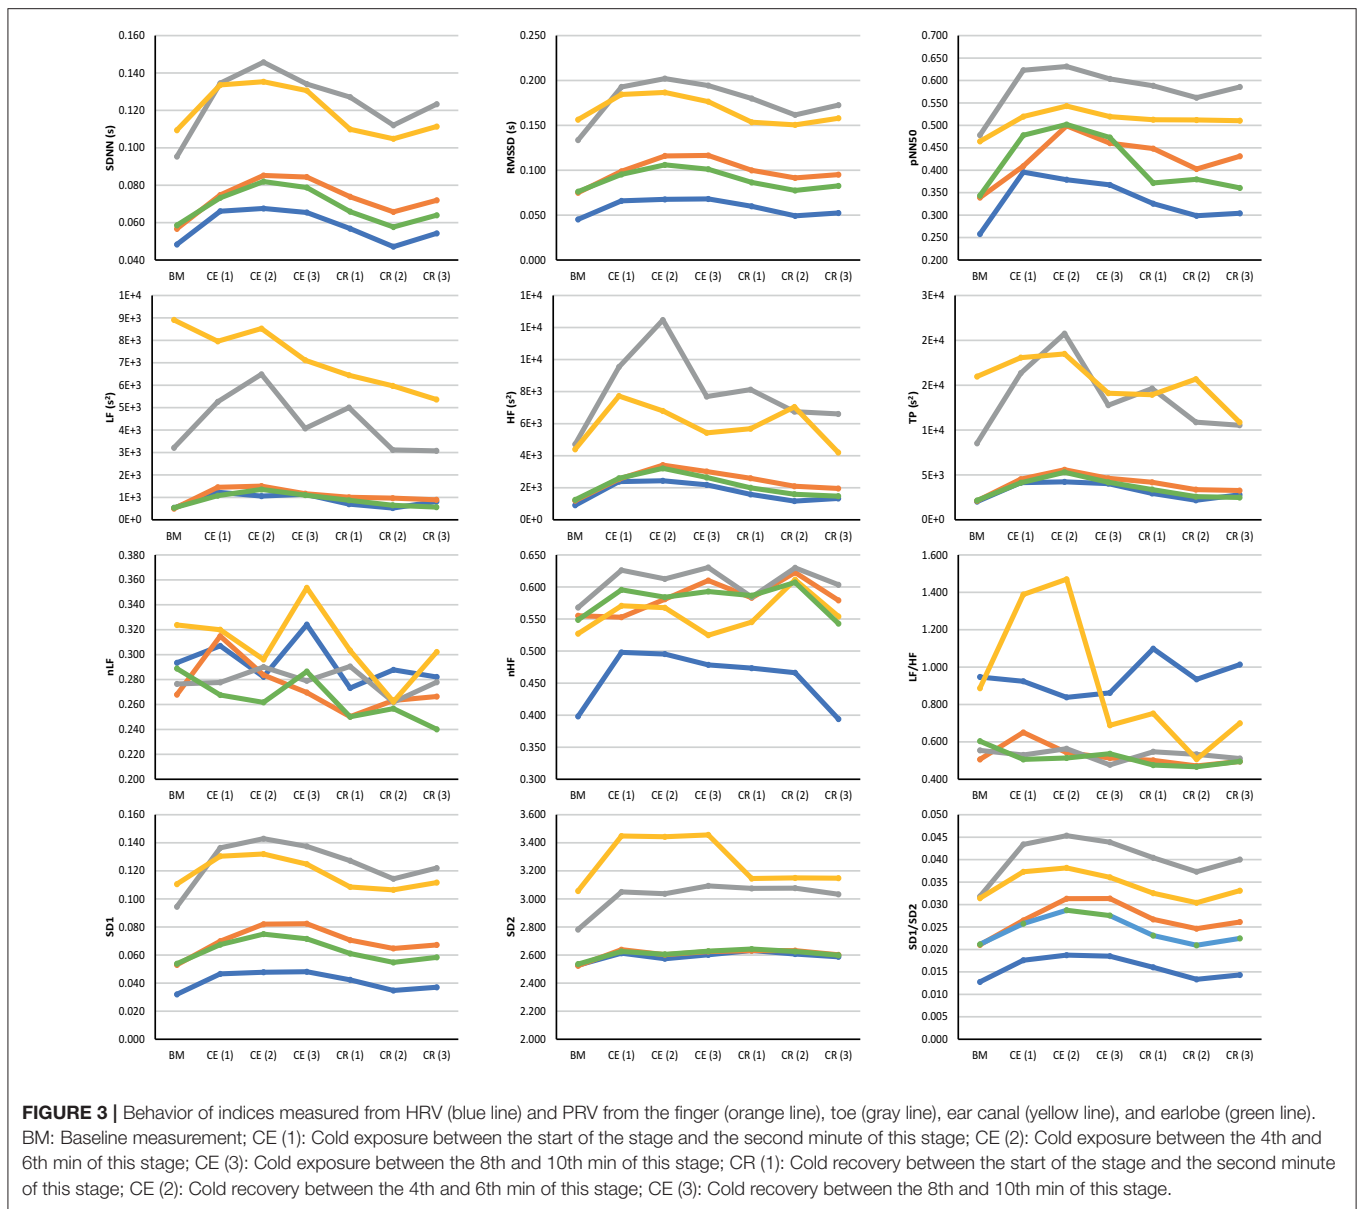 0.160
0.140
0.120
0.100
0.080
0.060
0.040
SDNN (s)
BM CE (1) CE (2) CE (3) CR (1) CR (2) CR (3)
0.250
0.200
0.150
0.100
0.050
0.000
RMSSD (s)
BM CE (1) CE (2) CE (3) CR (1) CR (2) CR (3)
0.700
0.650
0.600
0.550
0.500
0.450
0.400
0.350
0.300
0.250
0.200
pNN50
BM CE (1) CE (2) CE (3) CR (1) CR (2) CR (3)
1E+4
9E+3
8E+3
7E+3
6E+3
5E+3
4E+3
3E+3
2E+3
1E+3
0E+0
LF (s²)
BM CE (1) CE (2) CE (3) CR (1) CR (2) CR (3)
1E+4
1E+4
1E+4
8E+3
6E+3
4E+3
2E+3
0E+0
HF (s²)
BM CE (1) CE (2) CE (3) CR (1) CR (2) CR (3)
3E+4
2E+4
2E+4
1E+4
5E+3
0E+0
TP (s²)
BM CE (1) CE (2) CE (3) CR (1) CR (2) CR (3)
0.380
0.360
0.340
0.320
0.300
0.280
0.260
0.240
0.220
0.200
nLF
BM CE (1) CE (2) CE (3) CR (1) CR (2) CR (3)
0.650
0.600
0.550
0.500
0.450
0.400
0.350
0.300
nHF
BM CE (1) CE (2) CE (3) CR (1) CR (2) CR (3)
1.600
1.400
1.200
1.000
0.800
0.600
0.400
LF/HF
BM CE (1) CE (2) CE (3) CR (1) CR (2) CR (3)
0.160
0.140
0.120
0.100
0.080
0.060
0.040
0.020
0.000
SD1
BM CE (1) CE (2) CE (3) CR (1) CR (2) CR (3)
3.600
3.400
3.200
3.000
2.800
2.600
2.400
2.200
2.000
SD2
BM CE (1) CE (2) CE (3) CR (1) CR (2) CR (3)
0.050
0.045
0.040
0.035
0.030
0.025
0.020
0.015
0.010
0.005
0.000
SD1/SD2
BM CE (1) CE (2) CE (3) CR (1) CR (2) CR (3)
FIGURE 3 | Behavior of indices measured from HRV (blue line) and PRV from the finger (orange line), toe (gray line), ear canal (yellow line), and earlobe (green line).
BM: Baseline measurement; CE (1): Cold exposure between the start of the stage and the second minute of this stage; CE (2): Cold exposure between the 4th and
6th min of this stage; CE (3): Cold exposure between the 8th and 10th min of this stage; CR (1): Cold recovery between the start of the stage and the second minute
of this stage; CE (2): Cold recovery between the 4th and 6th min of this stage; CE (3): Cold recovery between the 8th and 10th min of this stage.